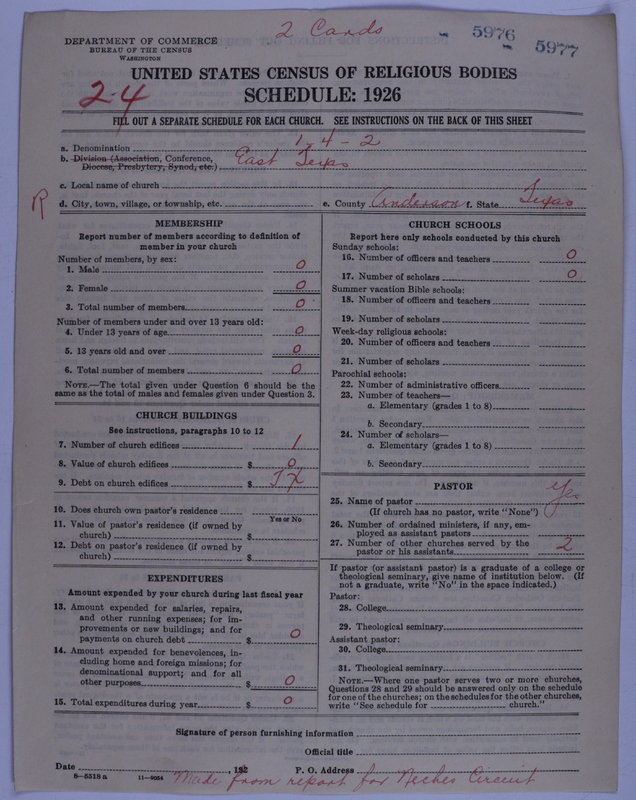 2 Cards
5976
5977
DEPARTMENT OF COMMERCE
BUREAU OF THE CENSUS
WASHINGTON
UNITED STATES CENSUS OF RELIGIOUS BODIES
SCHEDULE: 1926
2-4
FILL OUT A SEPARATE SCHEDULE FOR EACH CHURCH. SEE INSTRUCTIONS ON THE BACK OF THIS SHEET
a. Denomination 1-4-2
b. Division (Association, Conference, Diocese, Presbytery, Synod, etc.) East Texas
c. Local name of church
R
d. City, town, village, or township, etc. e. County Anderson f. State Texas
MEMBERSHIP
Report number of members according to definition of
member in your church
Number of members, by sex:
1. Male 0
2. Female 0
3. Total number of members 0
Number of members under and over 13 years old:
4. Under 13 years of age 0
5. 13 years old and over 0
6. Total number of members 0
NOTE.—The total given under Question 6 should be the
same as the total of males and females given under Question 3.
CHURCH BUILDINGS
See instructions, paragraphs 10 to 12
7. Number of church edifices 1
8. Value of church edifices $ 0
9. Debt on church edifices $
10. Does church own pastor's residence
Yes or No
11. Value of pastor's residence (if owned by
church) $
12. Debt on pastor's residence (if owned by
church) $
EXPENDITURES
Amount expended by your church during last fiscal year
13. Amount expended for salaries, repairs,
and other running expenses; for im-
provements or new buildings; and for
payments on church debt $ 0
14. Amount expended for benevolences, in-
cluding home and foreign missions; for
denominational support; and for all
other purposes $ 0
15. Total expenditures during year $ 0
CHURCH SCHOOLS
Report here only schools conducted by this church
Sunday schools:
16. Number of officers and teachers 0
17. Number of scholars 0
Summer vacation Bible schools:
18. Number of officers and teachers
19. Number of scholars
Week-day religious schools:
20. Number of officers and teachers
21. Number of scholars
Parochial schools:
22. Number of administrative officers
23. Number of teachers—
a. Elementary (grades 1 to 8)
b. Secondary
24. Number of scholars—
a. Elementary (grades 1 to 8)
b. Secondary
PASTOR
25. Name of pastor Yes
(If church has no pastor, write "None")
26. Number of ordained ministers, if any, em-
ployed as assistant pastors
27. Number of other churches served by the
pastor or his assistants 2
If pastor (or assistant pastor) is a graduate of a college or
theological seminary, give name of institution below. (If
not a graduate, write "No" in the space indicated.)
Pastor:
28. College
29. Theological seminary
Assistant pastor:
30. College
31. Theological seminary
NOTE.—Where one pastor serves two or more churches,
Questions 28 and 29 should be answered only on the schedule
for one of the churches; on the schedules for the other churches,
write "See schedule for church."
Signature of person furnishing information
Official title
Date , 192 P. O. Address
8—5518 a 11—9064 Made from report for Neches Circuit